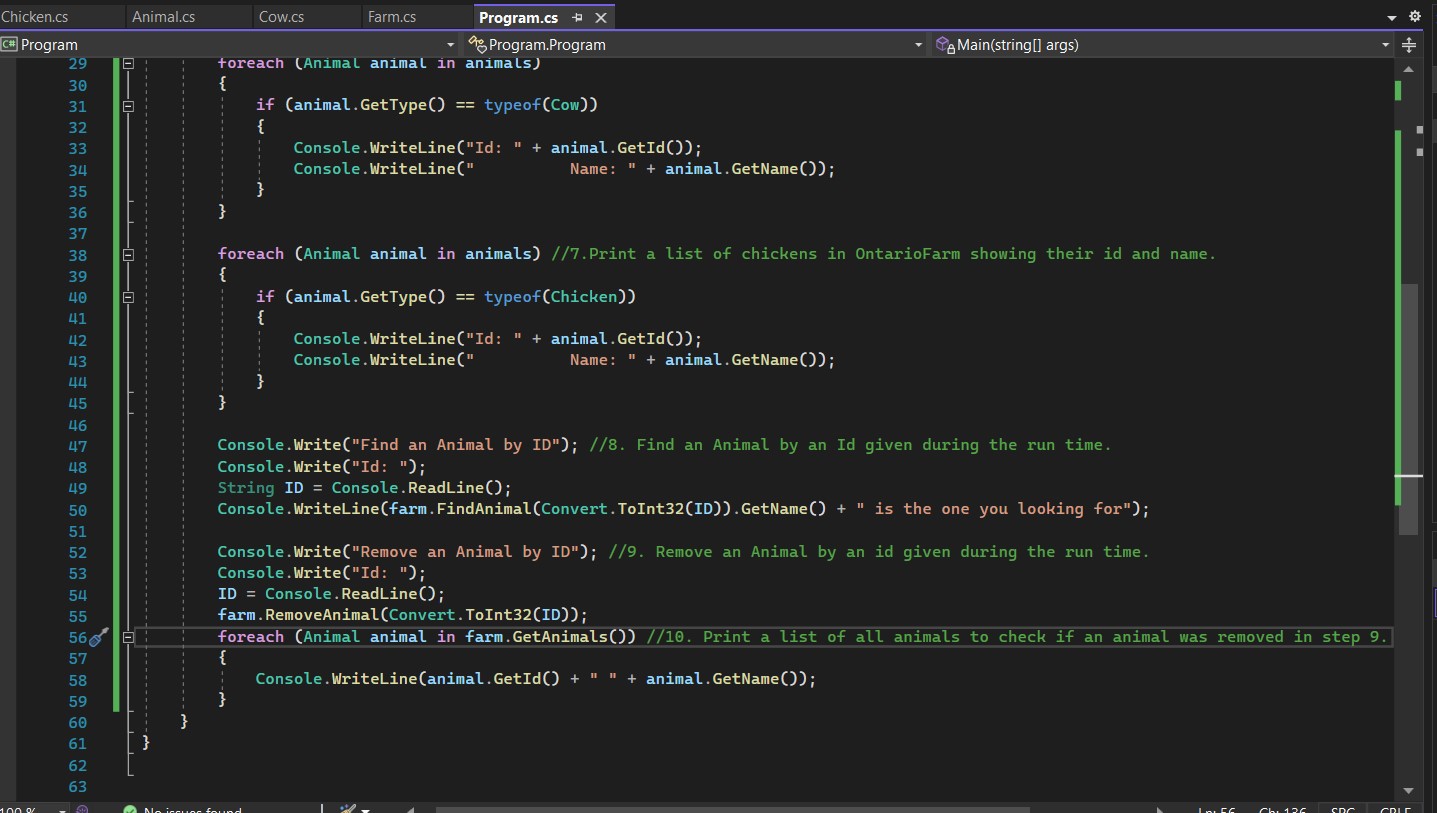 Chicken.cs Animal.cs Cow.cs Farm.cs Program.cs
C# Program Program.Program Main(string[] args)
29 foreach (Animal animal in animals)
30 {
31 if (animal.GetType() == typeof(Cow))
32 {
33 Console.WriteLine("Id: " + animal.GetId());
34 Console.WriteLine("          Name: " + animal.GetName());
35 }
36 }
37
38 foreach (Animal animal in animals) //7.Print a list of chickens in OntarioFarm showing their id and name.
39 {
40 if (animal.GetType() == typeof(Chicken))
41 {
42 Console.WriteLine("Id: " + animal.GetId());
43 Console.WriteLine("          Name: " + animal.GetName());
44 }
45 }
46
47 Console.Write("Find an Animal by ID"); //8. Find an Animal by an Id given during the run time.
48 Console.Write("Id: ");
49 String ID = Console.ReadLine();
50 Console.WriteLine(farm.FindAnimal(Convert.ToInt32(ID)).GetName() + " is the one you looking for");
51
52 Console.Write("Remove an Animal by ID"); //9. Remove an Animal by an id given during the run time.
53 Console.Write("Id: ");
54 ID = Console.ReadLine();
55 farm.RemoveAnimal(Convert.ToInt32(ID));
56 foreach (Animal animal in farm.GetAnimals()) //10. Print a list of all animals to check if an animal was removed in step 9.
57 {
58 Console.WriteLine(animal.GetId() + " " + animal.GetName());
59 }
60 }
61 }
62
63
100 % No issues found Ln: 56 Ch: 136 SPC CRLF